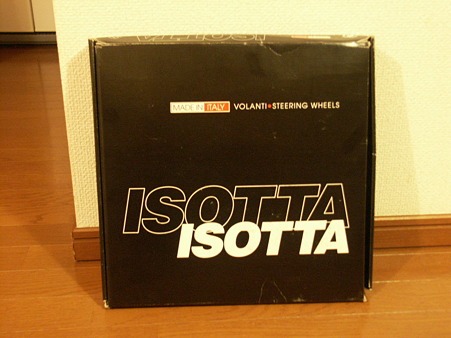 MADE IN ITALY VOLANTI•STEERING WHEELS
ISOTTA
ISOTTA